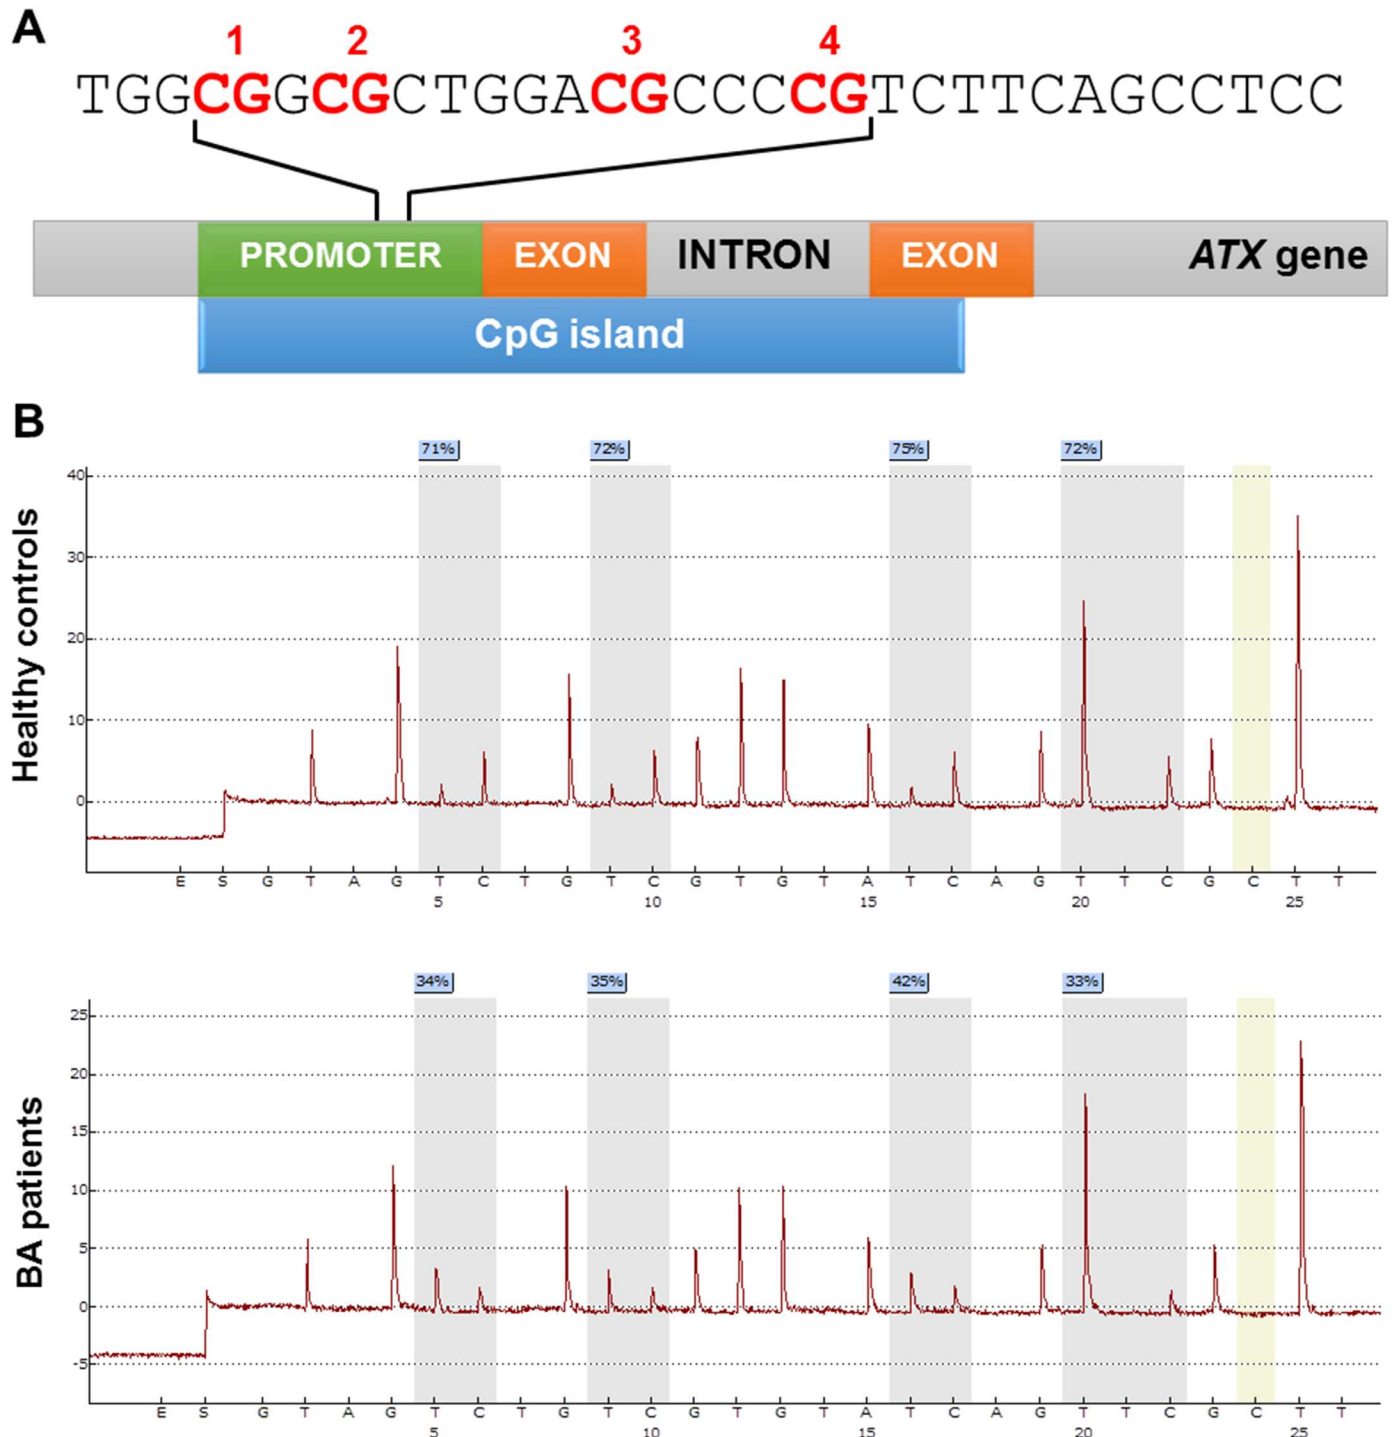 A
1 2 3 4
TGGCGGCGCTGGACGCCCCGTCTTCAGCCTCC
PROMOTER EXON INTRON EXON ATX gene
CpG island
B
Healthy controls
71% 72% 75% 72%
40
30
20
10
0
E S G T A G T C T G T C G T G T A T C A G T T C G C T T
5 10 15 20 25
BA patients
34% 35% 42% 33%
25
20
15
10
5
0
-5
E S G T A G T C T G T C G T G T A T C A G T T C G C T T
5 10 15 20 25